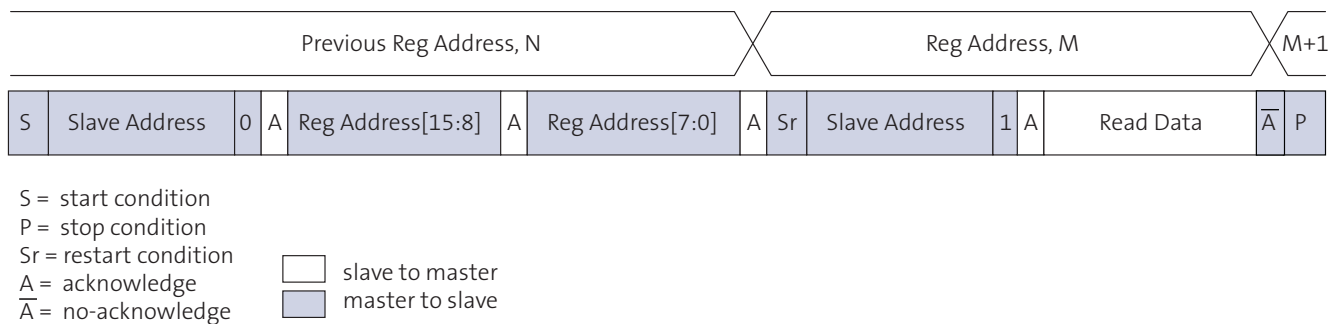 Previous Reg Address, N Reg Address, M M+1
S Slave Address 0 A Reg Address[15:8] A Reg Address[7:0] A Sr Slave Address 1 A Read Data A̅ P
S = start condition
P = stop condition
Sr = restart condition
A = acknowledge
A̅ = no-acknowledge
slave to master
master to slave